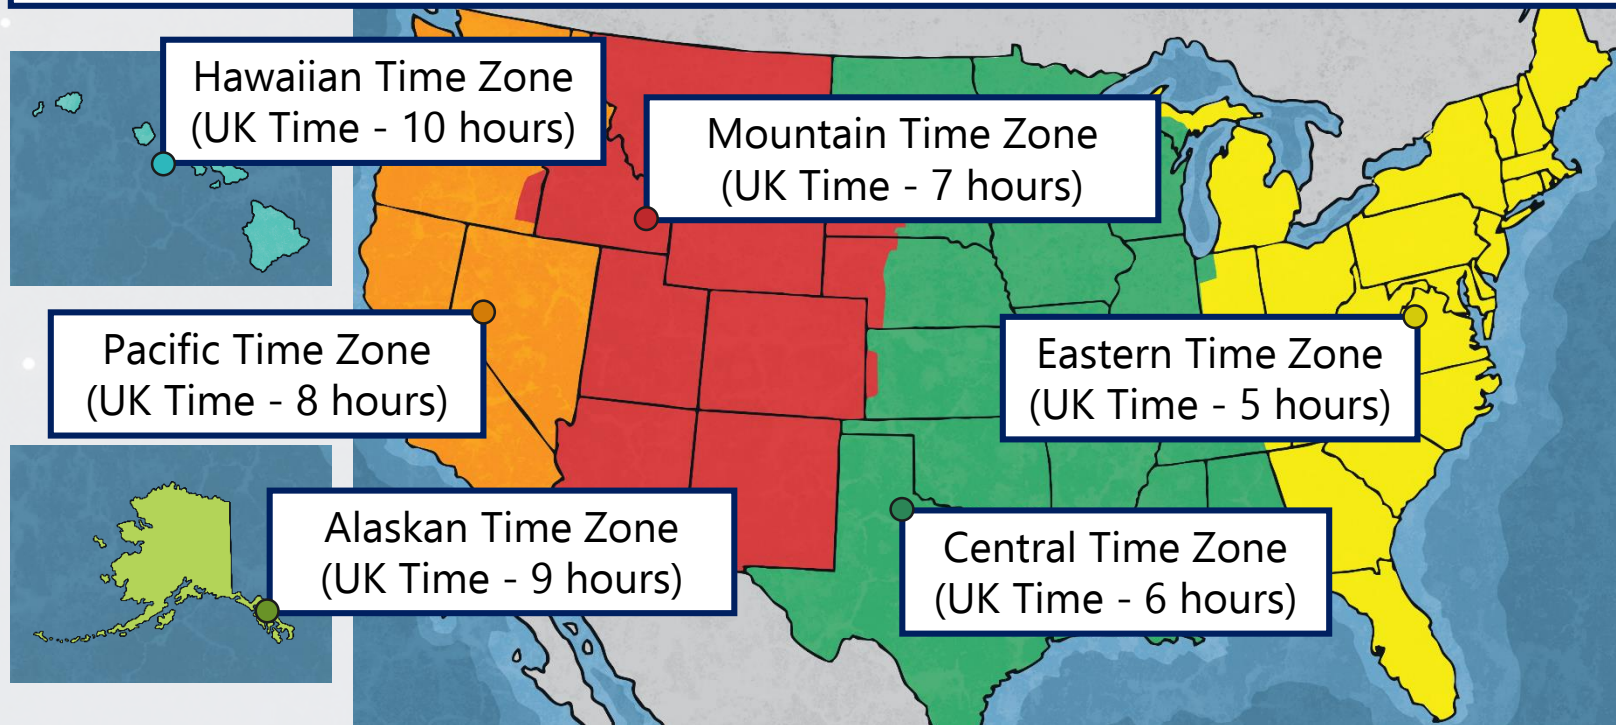 Hawaiian Time Zone
(UK Time - 10 hours)
Mountain Time Zone
(UK Time - 7 hours)
Pacific Time Zone
(UK Time - 8 hours)
Eastern Time Zone
(UK Time - 5 hours)
Alaskan Time Zone
(UK Time - 9 hours)
Central Time Zone
(UK Time - 6 hours)